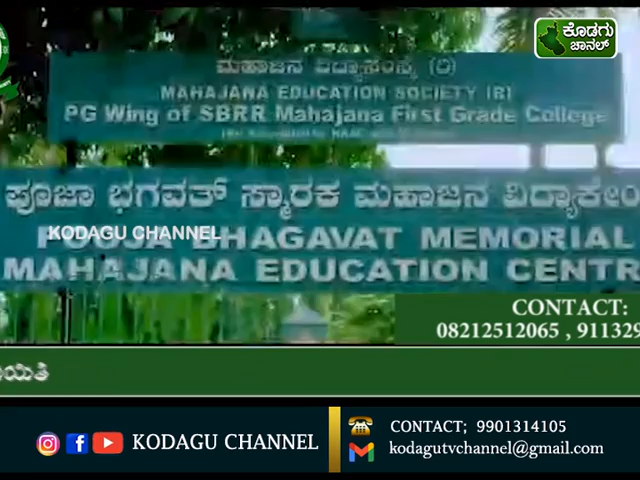 ಕೊಡಗು
ಚಾನಲ್
ಮಹಾಜನ ವಿದ್ಯಾಸಂಸ್ಥೆ (ರಿ)
MAHAJANA EDUCATION SOCIETY (R)
PG Wing of SBRR Mahajana First Grade College
ಪೂಜಾ ಭಗವತ್ ಸ್ಮಾರಕ ಮಹಾಜನ ವಿದ್ಯಾಕೇಂ
KODAGU CHANNEL
POOJA BHAGAVAT MEMORIAL
MAHAJANA EDUCATION CENTR
CONTACT:
08212512065 , 911329
KODAGU CHANNEL
CONTACT; 9901314105
kodagutvchannel@gmail.com